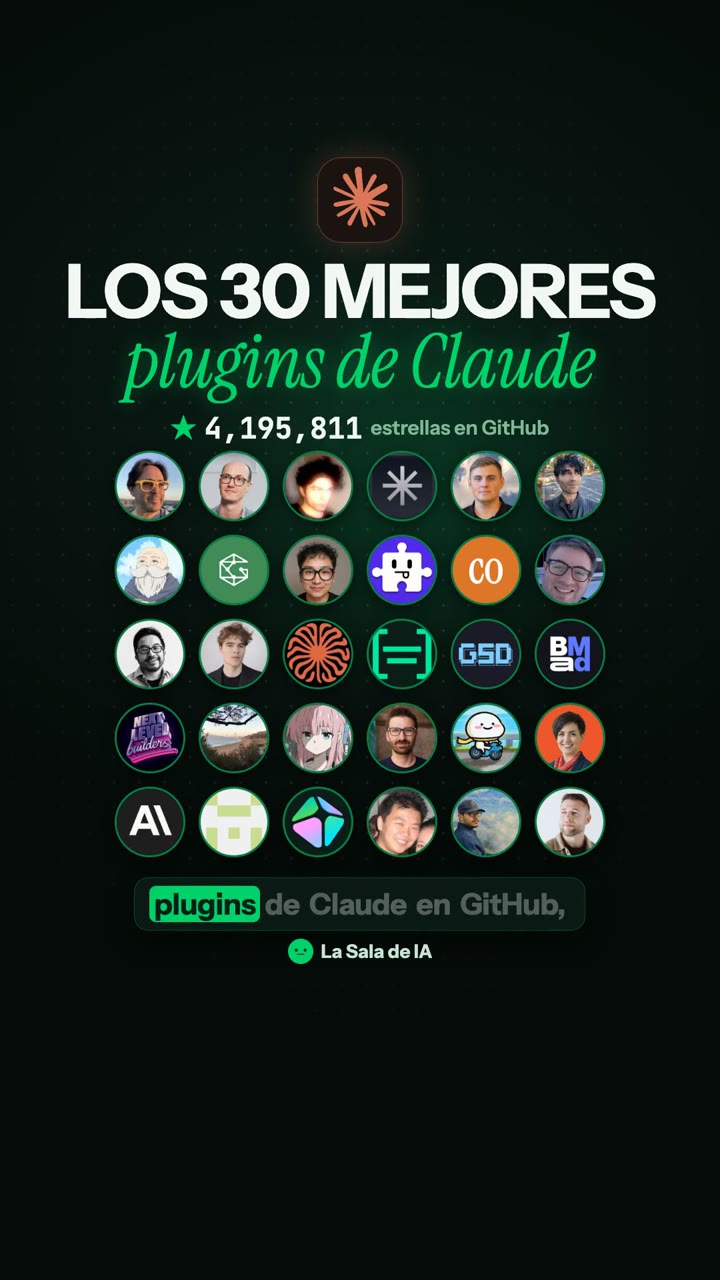 LOS 30 MEJORES
plugins de Claude
★ 4,195,811 estrellas en GitHub
CO
GSD
BMad
NEXT LEVEL builders
A\
plugins de Claude en GitHub,
La Sala de IA